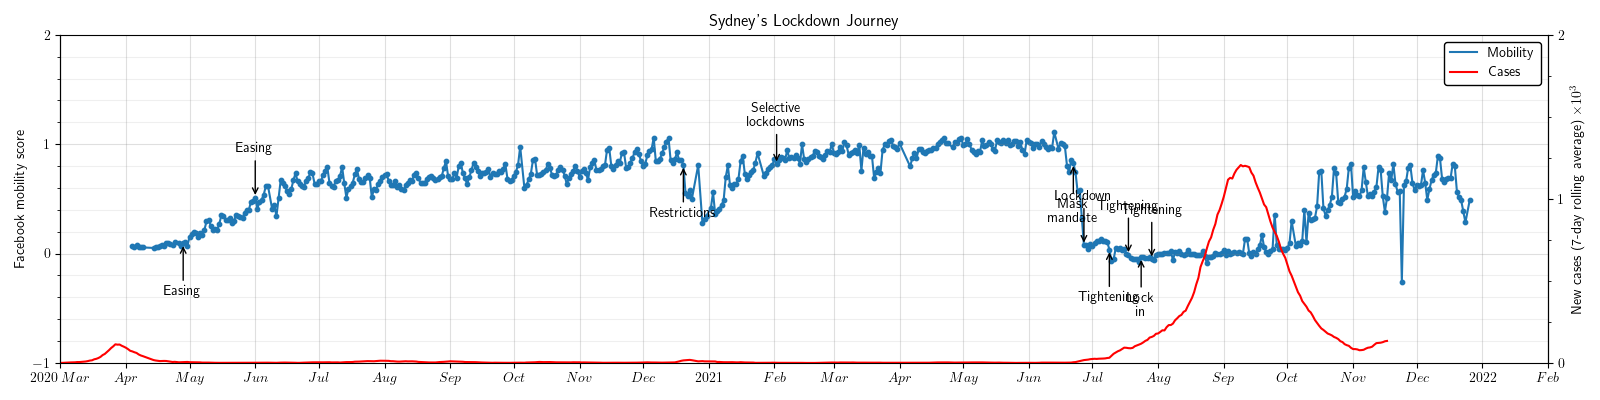 Sydney's Lockdown Journey
2
1
0
−1
Facebook mobility score
Mobility
Cases
Easing
Easing
Restrictions
Selective
lockdowns
Mask
mandate
Lockdown
Tightening
Tightening
Lock
in
Tightening
2
1
0
New cases (7-day rolling average) ×10³
2020 Mar
Apr
May
Jun
Jul
Aug
Sep
Oct
Nov
Dec
2021
Feb
Mar
Apr
May
Jun
Jul
Aug
Sep
Oct
Nov
Dec
2022
Feb